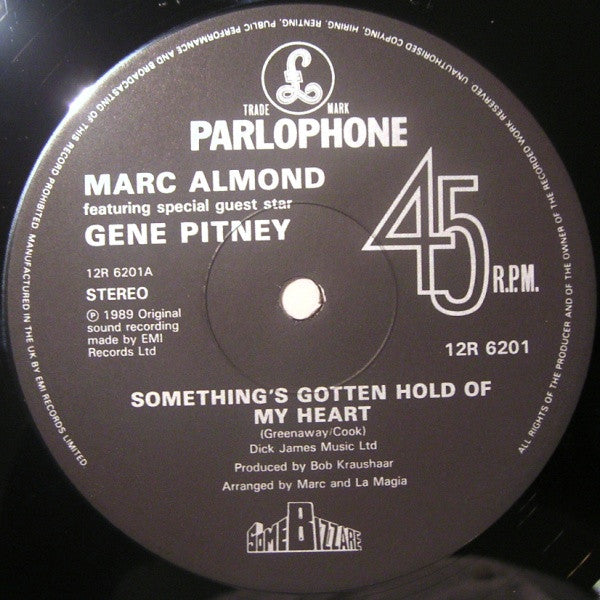 MANUFACTURED IN THE UK BY EMI RECORDS LIMITED
ALL RIGHTS OF THE PRODUCER AND OF THE OWNER OF THE RECORDED WORK RESERVED UNAUTHORISED COPYING, HIRING, RENTING, PUBLIC PERFORMANCE AND BROADCASTING OF THIS RECORD PROHIBITED
£
TRADE MARK
PARLOPHONE
MARC ALMOND
featuring special guest star
GENE PITNEY
45 R.P.M.
12R 6201A
STEREO
℗ 1989 Original
sound recording
made by EMI
Records Ltd
12R 6201
SOMETHING'S GOTTEN HOLD OF
MY HEART
(Greenaway/Cook)
Dick James Music Ltd
Produced by Bob Kraushaar
Arranged by Marc and La Magia
SOME BIZZARE